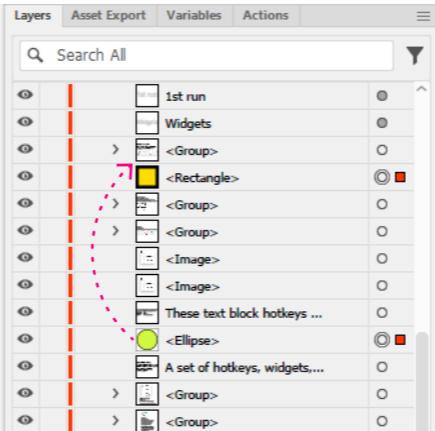 Layers Asset Export Variables Actions
Search All
1st run
Widgets
<Group>
<Rectangle>
<Group>
<Group>
<Image>
<Image>
These text block hotkeys ...
<Ellipse>
A set of hotkeys, widgets,...
<Group>
<Group>